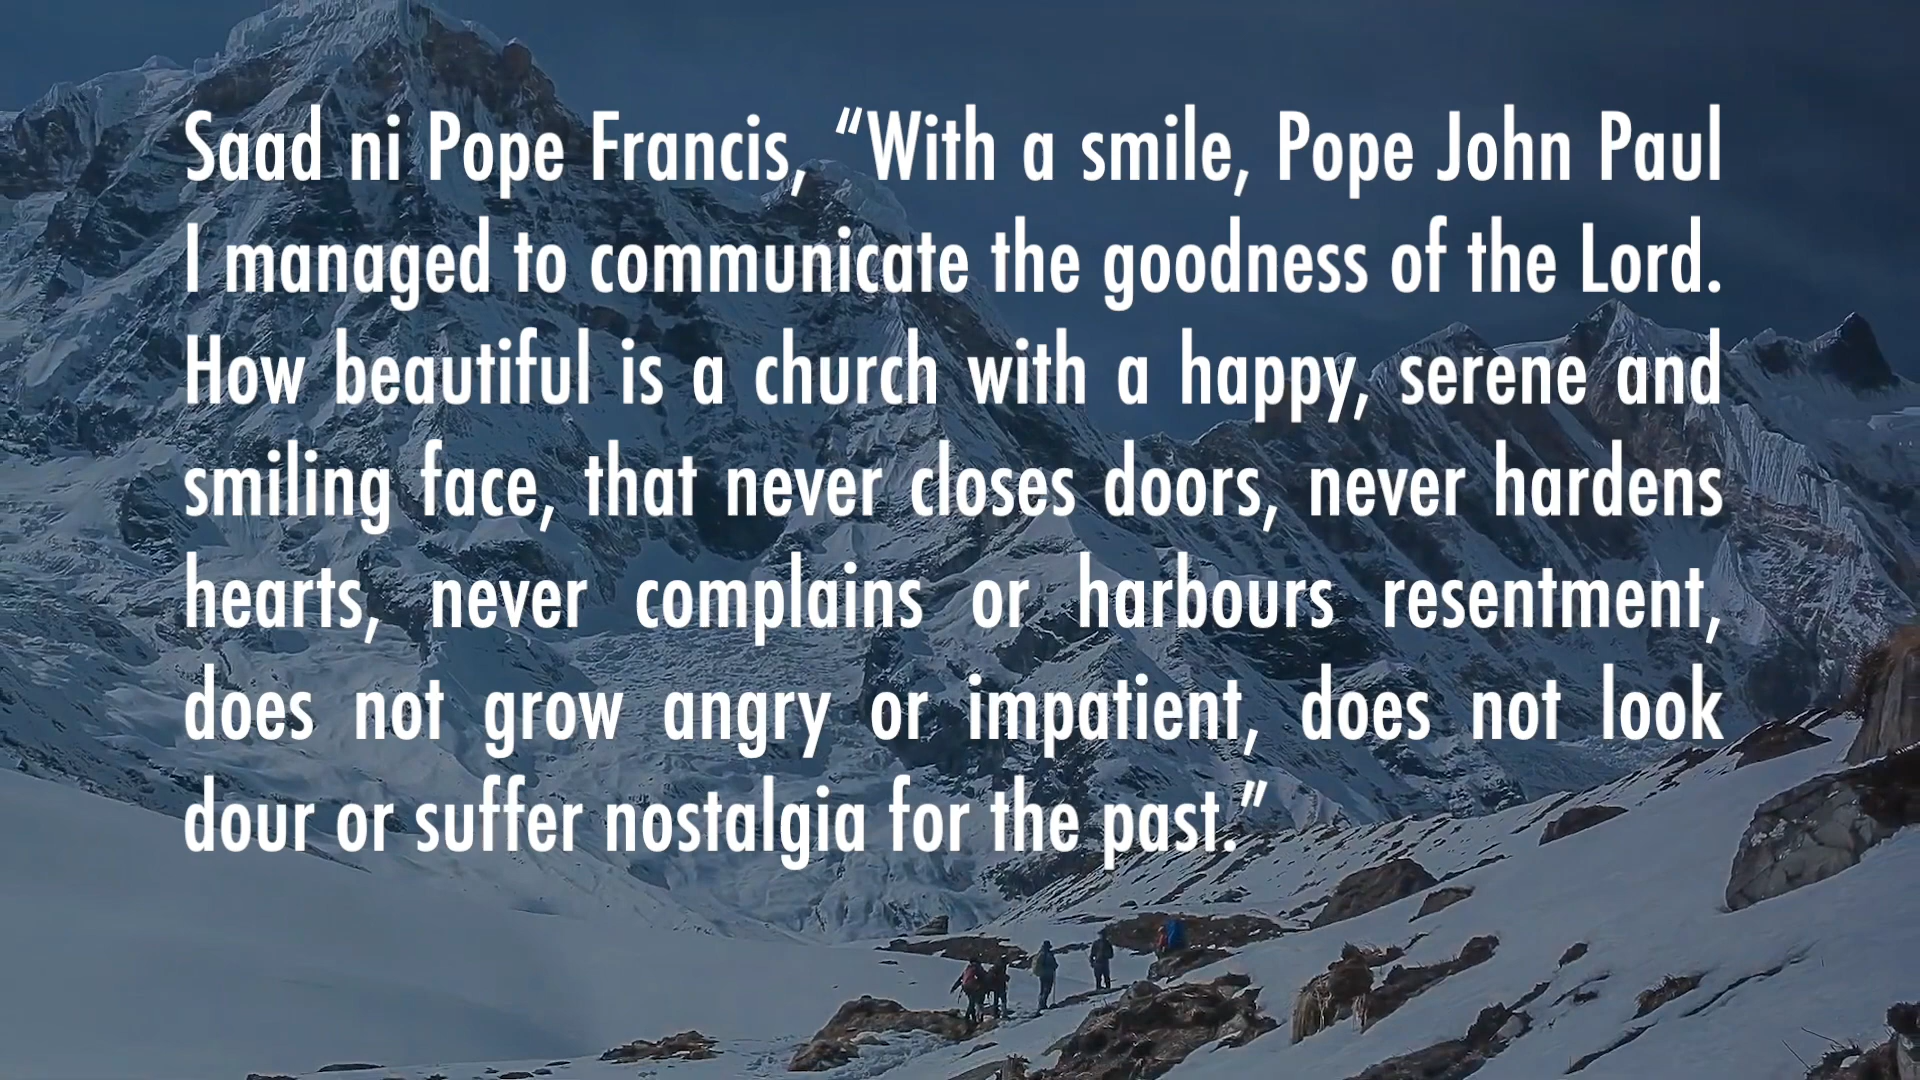 Saad ni Pope Francis, “With a smile, Pope John Paul
I managed to communicate the goodness of the Lord.
How beautiful is a church with a happy, serene and
smiling face, that never closes doors, never hardens
hearts, never complains or harbours resentment,
does not grow angry or impatient, does not look
dour or suffer nostalgia for the past.”